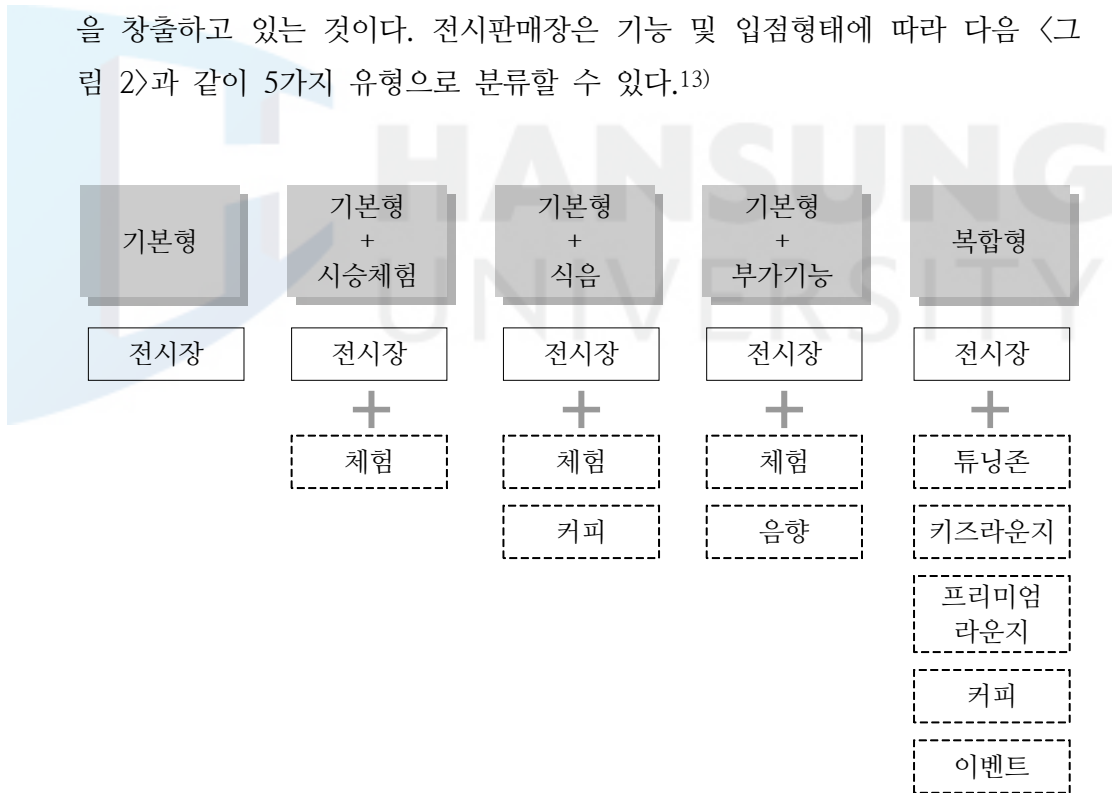 을 창출하고 있는 것이다. 전시판매장은 기능 및 입점형태에 따라 다음 〈그
림 2〉과 같이 5가지 유형으로 분류할 수 있다.13)
HANSUNG
UNIVERSITY
기본형
기본형
+
시승체험
기본형
+
식음
기본형
+
부가기능
복합형
전시장
전시장
전시장
전시장
전시장
+
+
+
+
체험
체험
체험
튜닝존
커피
음향
키즈라운지
프리미엄
라운지
커피
이벤트